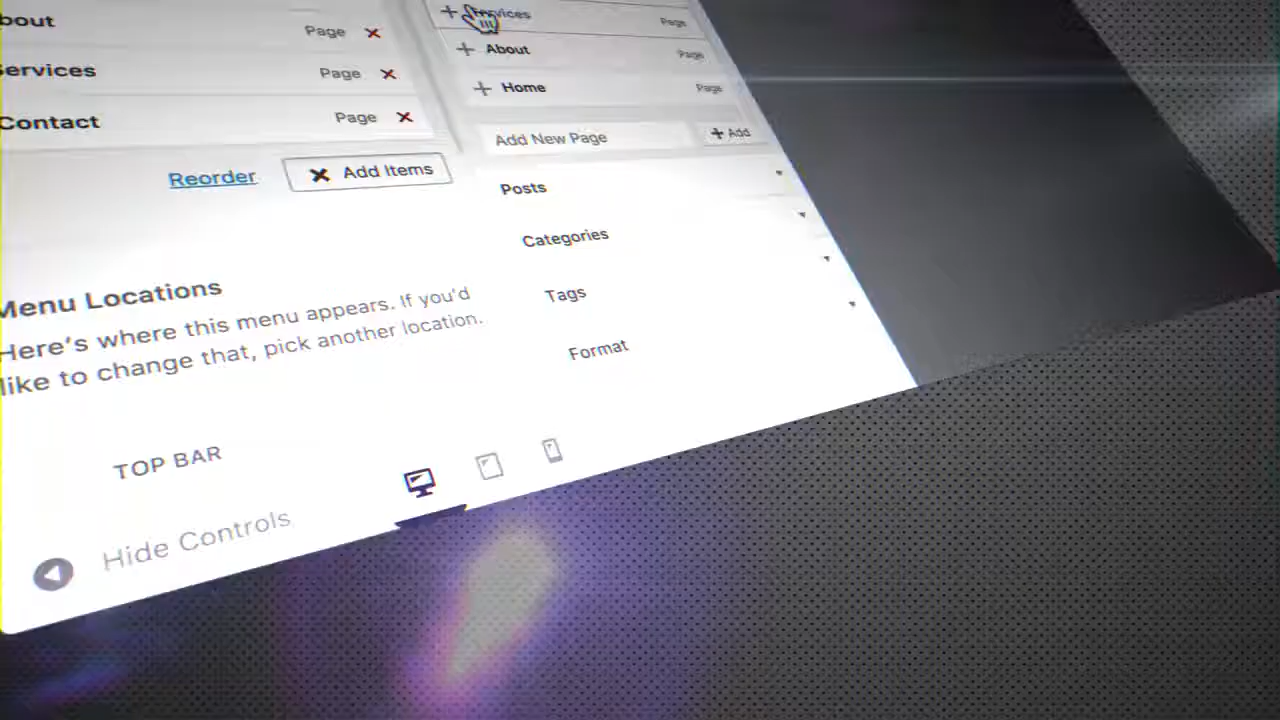 bout
Page
ervices
Page
Contact
Page
Reorder
Add Items
Menu Locations
Here's where this menu appears. If you'd
like to change that, pick another location.
TOP BAR
Hide Controls
Services
Page
About
Page
Home
Page
Add New Page
+ Add
Posts
Categories
Tags
Format